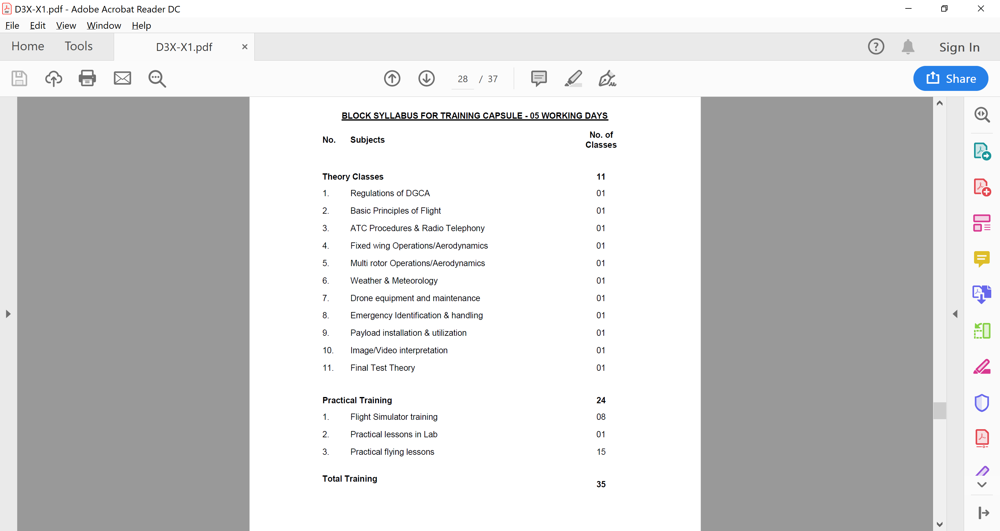 D3X-X1.pdf - Adobe Acrobat Reader DC
File Edit View Window Help
Home Tools D3X-X1.pdf × ? Sign In
28 / 37 Share
BLOCK SYLLABUS FOR TRAINING CAPSULE - 05 WORKING DAYS
No. Subjects No. of Classes
Theory Classes 11
1. Regulations of DGCA 01
2. Basic Principles of Flight 01
3. ATC Procedures & Radio Telephony 01
4. Fixed wing Operations/Aerodynamics 01
5. Multi rotor Operations/Aerodynamics 01
6. Weather & Meteorology 01
7. Drone equipment and maintenance 01
8. Emergency Identification & handling 01
9. Payload installation & utilization 01
10. Image/Video interpretation 01
11. Final Test Theory 01
Practical Training 24
1. Flight Simulator training 08
2. Practical lessons in Lab 01
3. Practical flying lessons 15
Total Training 35